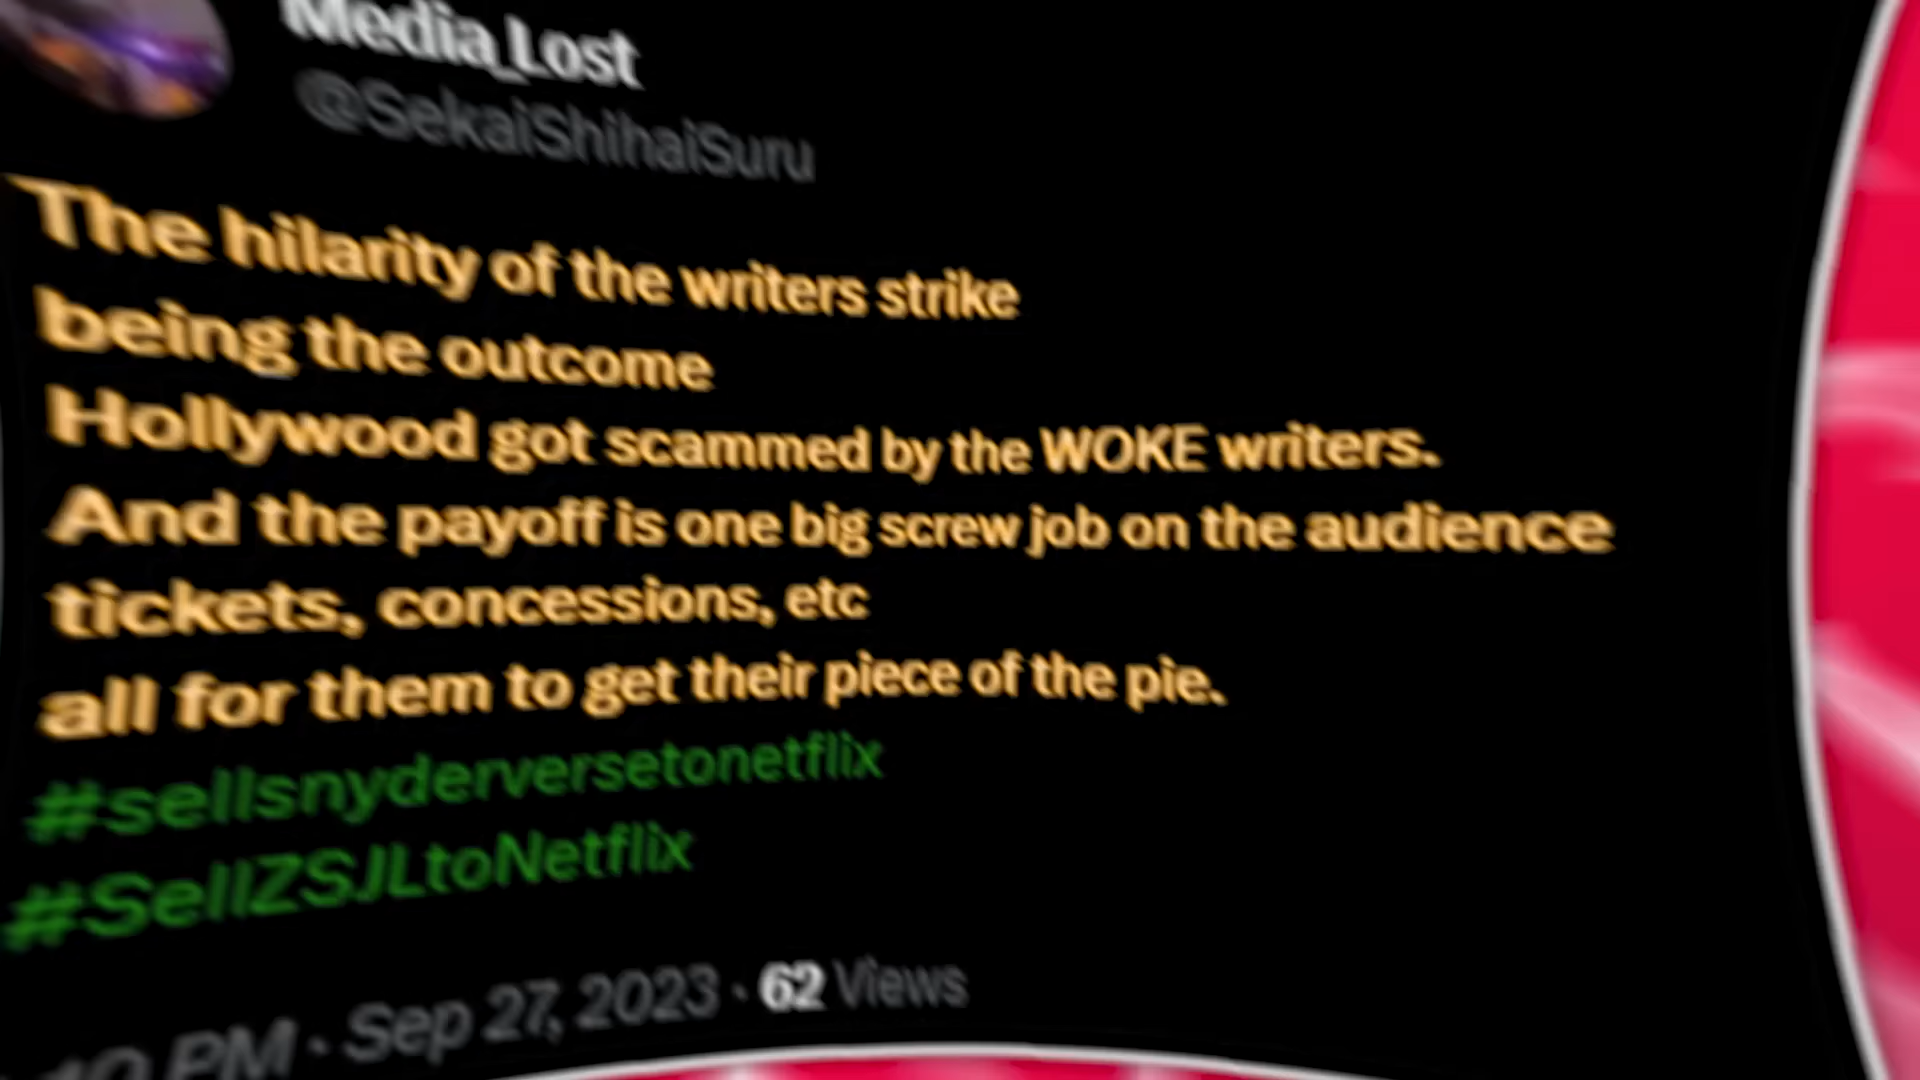 Media_Lost
@SekaiShihaiSuru
The hilarity of the writers strike
being the outcome
Hollywood got scammed by the WOKE writers.
And the payoff is one big screw job on the audience
tickets, concessions, etc
all for them to get their piece of the pie.
#sellsnyderversetonetflix
#SellZSJLtoNetflix
PM · Sep 27, 2023 · 62 Views